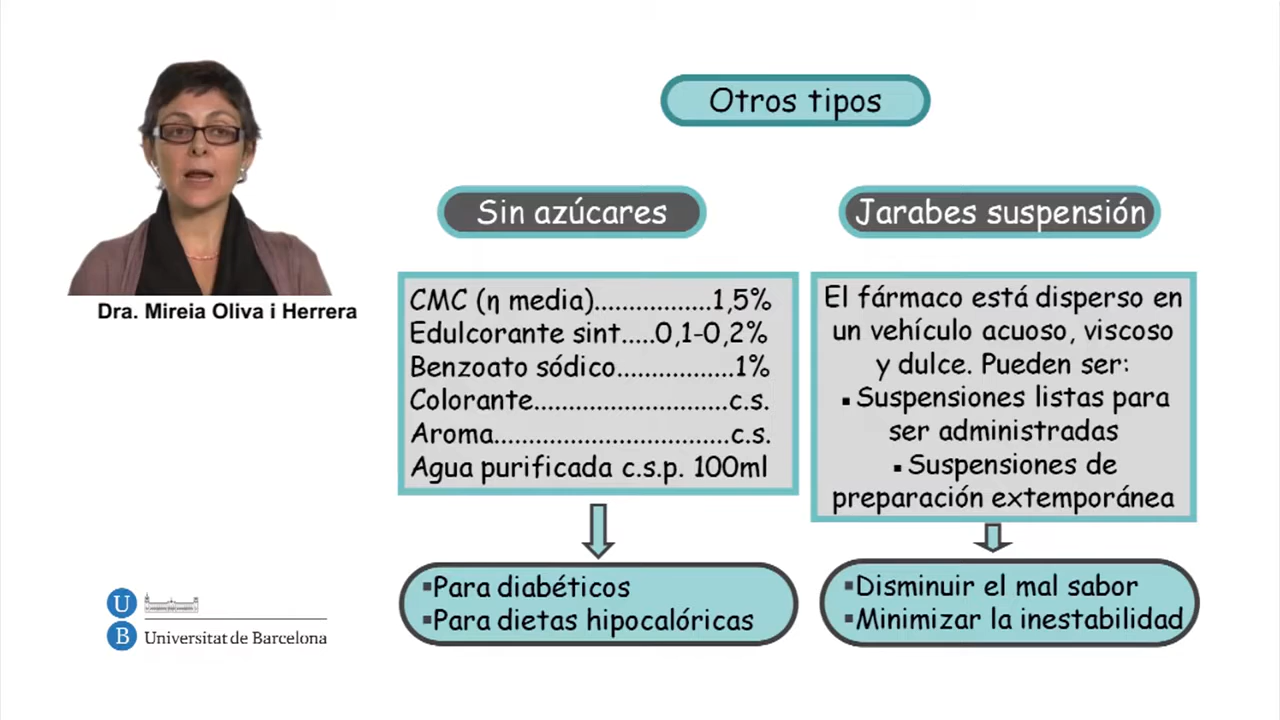 Otros tipos
Sin azúcares
Jarabes suspensión
Dra. Mireia Oliva i Herrera
CMC (η media).................1,5%
Edulcorante sint.....0,1-0,2%
Benzoato sódico.................1%
Colorante............................c.s.
Aroma..................................c.s.
Agua purificada c.s.p. 100ml
El fármaco está disperso en
un vehículo acuoso, viscoso
y dulce. Pueden ser:
▪ Suspensiones listas para
ser administradas
▪ Suspensiones de
preparación extemporánea
▪Para diabéticos
▪Para dietas hipocalóricas
▪Disminuir el mal sabor
▪Minimizar la inestabilidad
U
B
Universitat de Barcelona